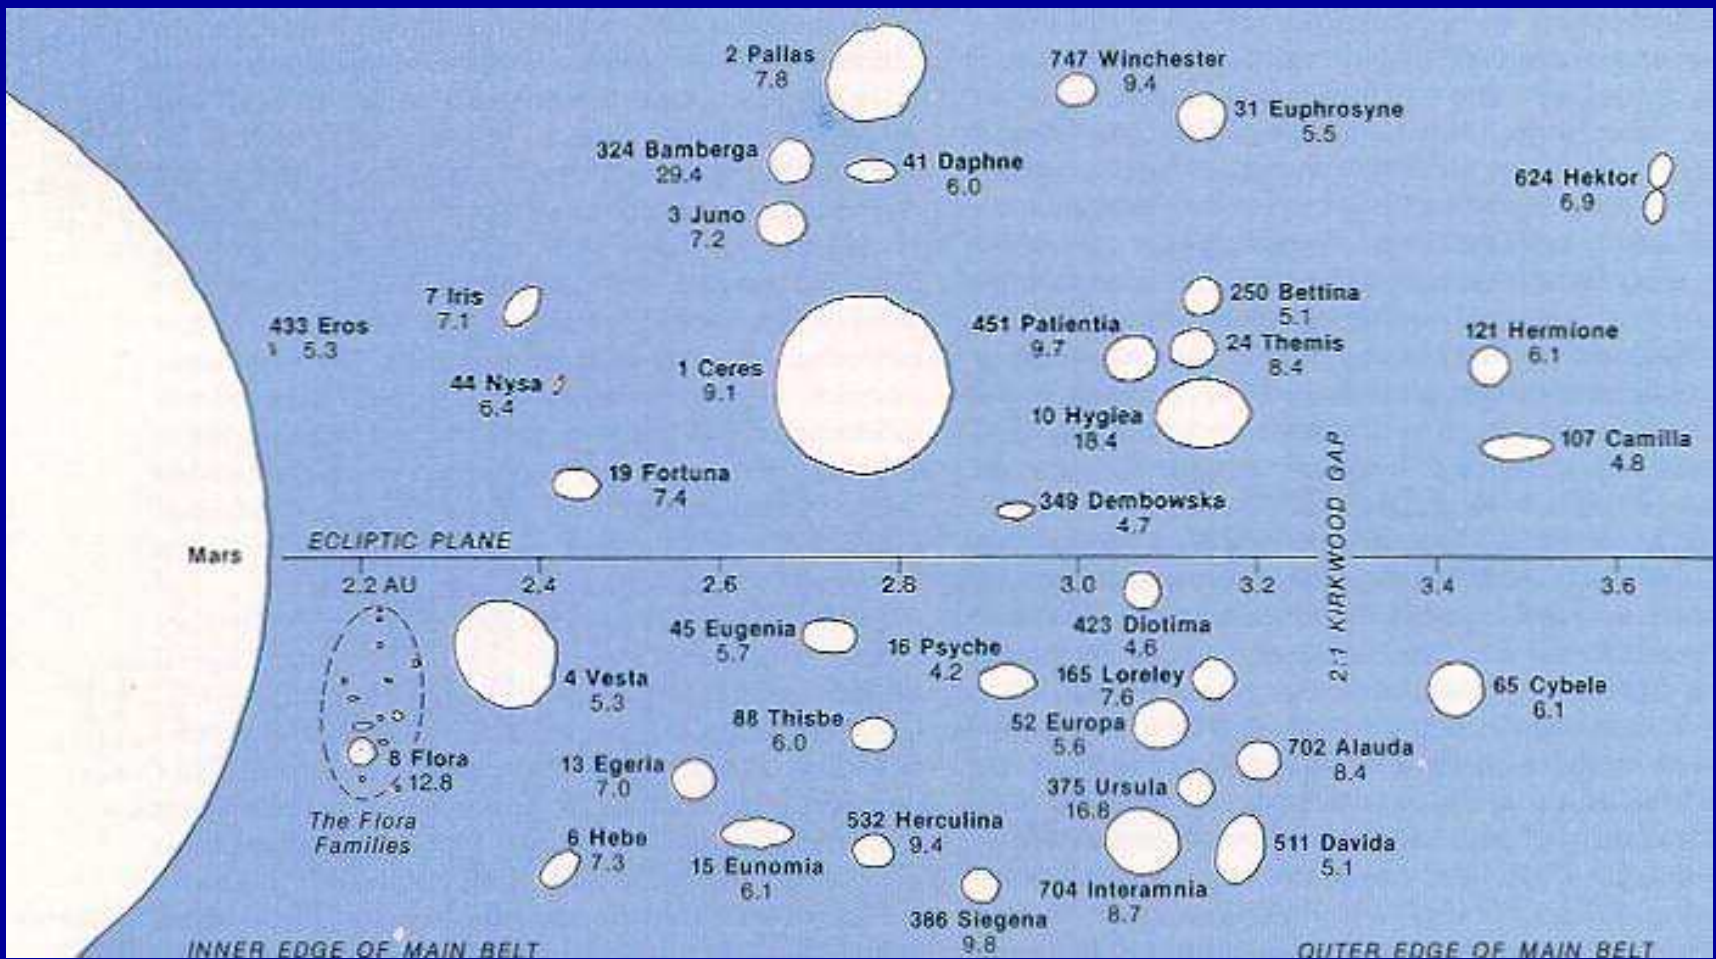 2 Pallas
7.8
747 Winchester
9.4
31 Euphrosyne
5.5
324 Bamberga
29.4
41 Daphne
6.0
624 Hektor
6.9
3 Juno
7.2
7 Iris
7.1
250 Bettina
5.1
433 Eros
5.3
451 Patientia
9.7
24 Themis
8.4
121 Hermione
6.1
1 Ceres
9.1
44 Nysa
6.4
10 Hygiea
18.4
107 Camilla
4.8
19 Fortuna
7.4
349 Dembowska
4.7
2:1 KIRKWOOD GAP
ECLIPTIC PLANE
Mars
2.2 AU
2.4
2.6
2.8
3.0
3.2
3.4
3.6
45 Eugenia
5.7
423 Diotima
4.6
16 Psyche
4.2
165 Loreley
7.6
4 Vesta
5.3
65 Cybele
6.1
88 Thisbe
6.0
52 Europa
5.6
8 Flora
12.8
13 Egeria
7.0
702 Alauda
8.4
375 Ursula
16.8
The Flora
Families
6 Hebe
7.3
532 Herculina
9.4
511 Davida
5.1
15 Eunomia
6.1
704 Interamnia
8.7
386 Siegena
9.8
INNER EDGE OF MAIN BELT
OUTER EDGE OF MAIN BELT